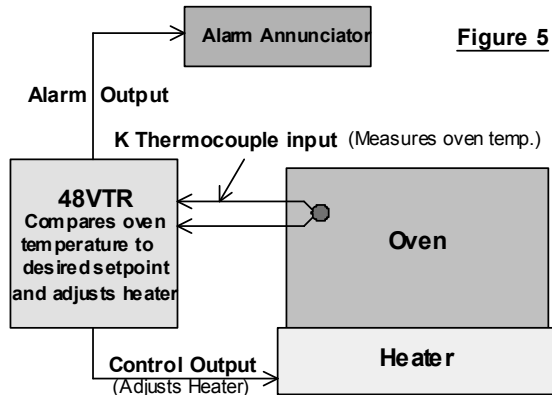 Alarm Annunciator
Figure 5
Alarm Output
K Thermocouple input (Measures oven temp.)
48VTR
Compares oven
temperature to
desired setpoint
and adjusts heater
Oven
Heater
Control Output
(Adjusts Heater)